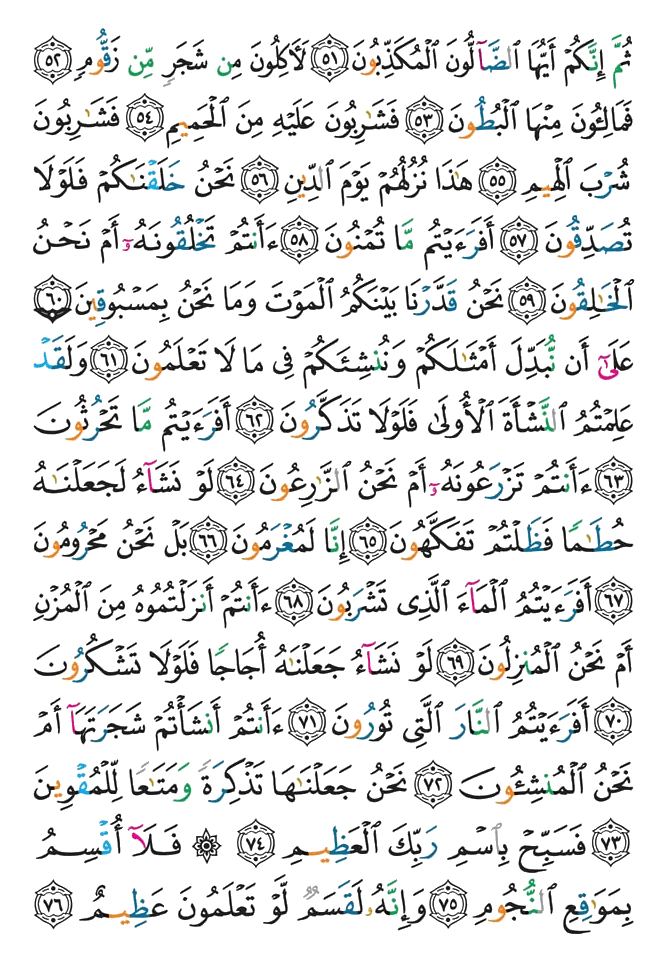 ثُمَّ إِنَّكُمۡ أَيُّهَا ٱلضَّآلُّونَ ٱلۡمُكَذِّبُونَ ٥١ لَأٓكِلُونَ مِن شَجَرٖ مِّن زَقُّومٖ ٥٢
فَمَالِـُٔونَ مِنۡهَا ٱلۡبُطُونَ ٥٣ فَشَٰرِبُونَ عَلَيۡهِ مِنَ ٱلۡحَمِيمِ ٥٤ فَشَٰرِبُونَ
شُرۡبَ ٱلۡهِيمِ ٥٥ هَٰذَا نُزُلُهُمۡ يَوۡمَ ٱلدِّينِ ٥٦ نَحۡنُ خَلَقۡنَٰكُمۡ فَلَوۡلَا
تُصَدِّقُونَ ٥٧ أَفَرَءَيۡتُم مَّا تُمۡنُونَ ٥٨ ءَأَنتُمۡ تَخۡلُقُونَهُۥٓ أَمۡ نَحۡنُ
ٱلۡخَٰلِقُونَ ٥٩ نَحۡنُ قَدَّرۡنَا بَيۡنَكُمُ ٱلۡمَوۡتَ وَمَا نَحۡنُ بِمَسۡبُوقِينَ ٦٠
عَلَىٰٓ أَن نُّبَدِّلَ أَمۡثَٰلَكُمۡ وَنُنشِئَكُمۡ فِي مَا لَا تَعۡلَمُونَ ٦١ وَلَقَدۡ
عَلِمۡتُمُ ٱلنَّشۡأَةَ ٱلۡأُولَىٰ فَلَوۡلَا تَذَكَّرُونَ ٦٢ أَفَرَءَيۡتُم مَّا تَحۡرُثُونَ
٦٣ ءَأَنتُمۡ تَزۡرَعُونَهُۥٓ أَمۡ نَحۡنُ ٱلزَّٰرِعُونَ ٦٤ لَوۡ نَشَآءُ لَجَعَلۡنَٰهُ
حُطَٰمٗا فَظَلۡتُمۡ تَفَكَّهُونَ ٦٥ إِنَّا لَمُغۡرَمُونَ ٦٦ بَلۡ نَحۡنُ مَحۡرُومُونَ
٦٧ أَفَرَءَيۡتُمُ ٱلۡمَآءَ ٱلَّذِي تَشۡرَبُونَ ٦٨ ءَأَنتُمۡ أَنزَلۡتُمُوهُ مِنَ ٱلۡمُزۡنِ
أَمۡ نَحۡنُ ٱلۡمُنزِلُونَ ٦٩ لَوۡ نَشَآءُ جَعَلۡنَٰهُ أُجَاجٗا فَلَوۡلَا تَشۡكُرُونَ
٧٠ أَفَرَءَيۡتُمُ ٱلنَّارَ ٱلَّتِي تُورُونَ ٧١ ءَأَنتُمۡ أَنشَأۡتُمۡ شَجَرَتَهَآ أَمۡ
نَحۡنُ ٱلۡمُنشِـُٔونَ ٧٢ نَحۡنُ جَعَلۡنَٰهَا تَذۡكِرَةٗ وَمَتَٰعٗا لِّلۡمُقۡوِينَ
٧٣ فَسَبِّحۡ بِٱسۡمِ رَبِّكَ ٱلۡعَظِيمِ ٧٤ ۞ فَلَآ أُقۡسِمُ
بِمَوَٰقِعِ ٱلنُّجُومِ ٧٥ وَإِنَّهُۥ لَقَسَمٞ لَّوۡ تَعۡلَمُونَ عَظِيمٌ ٧٦